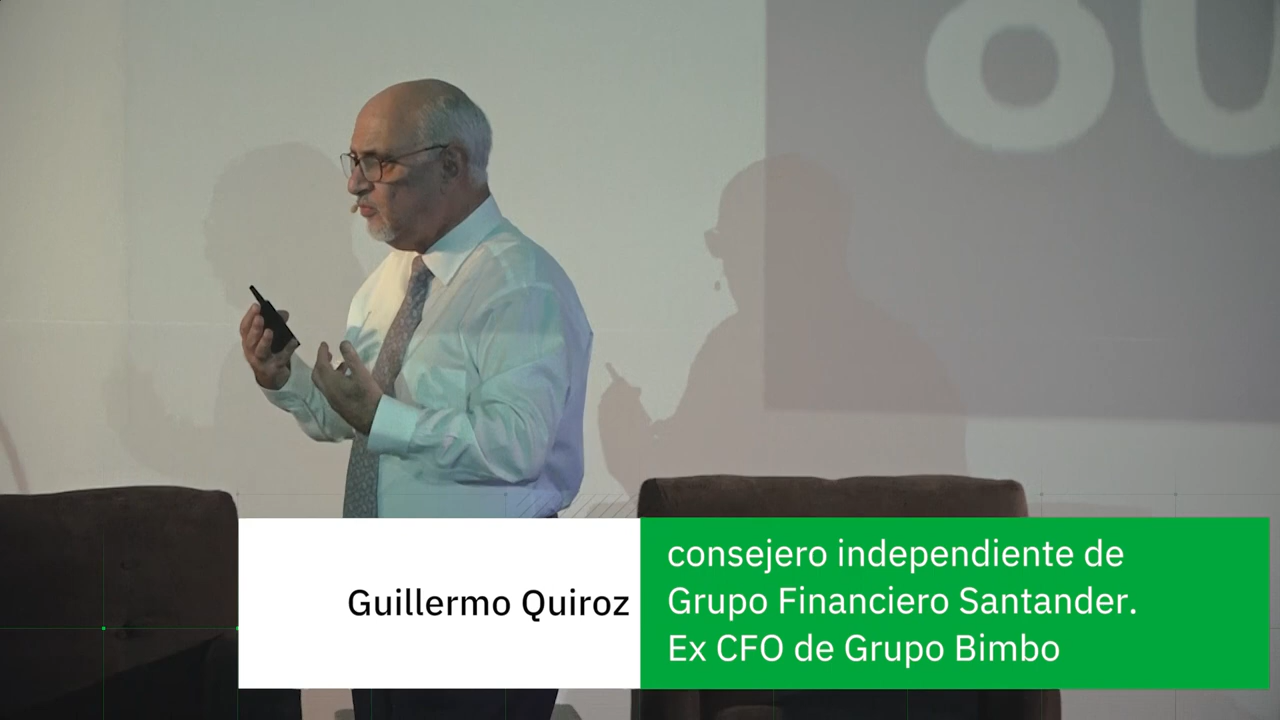 Guillermo Quiroz
consejero independiente de
Grupo Financiero Santander.
Ex CFO de Grupo Bimbo